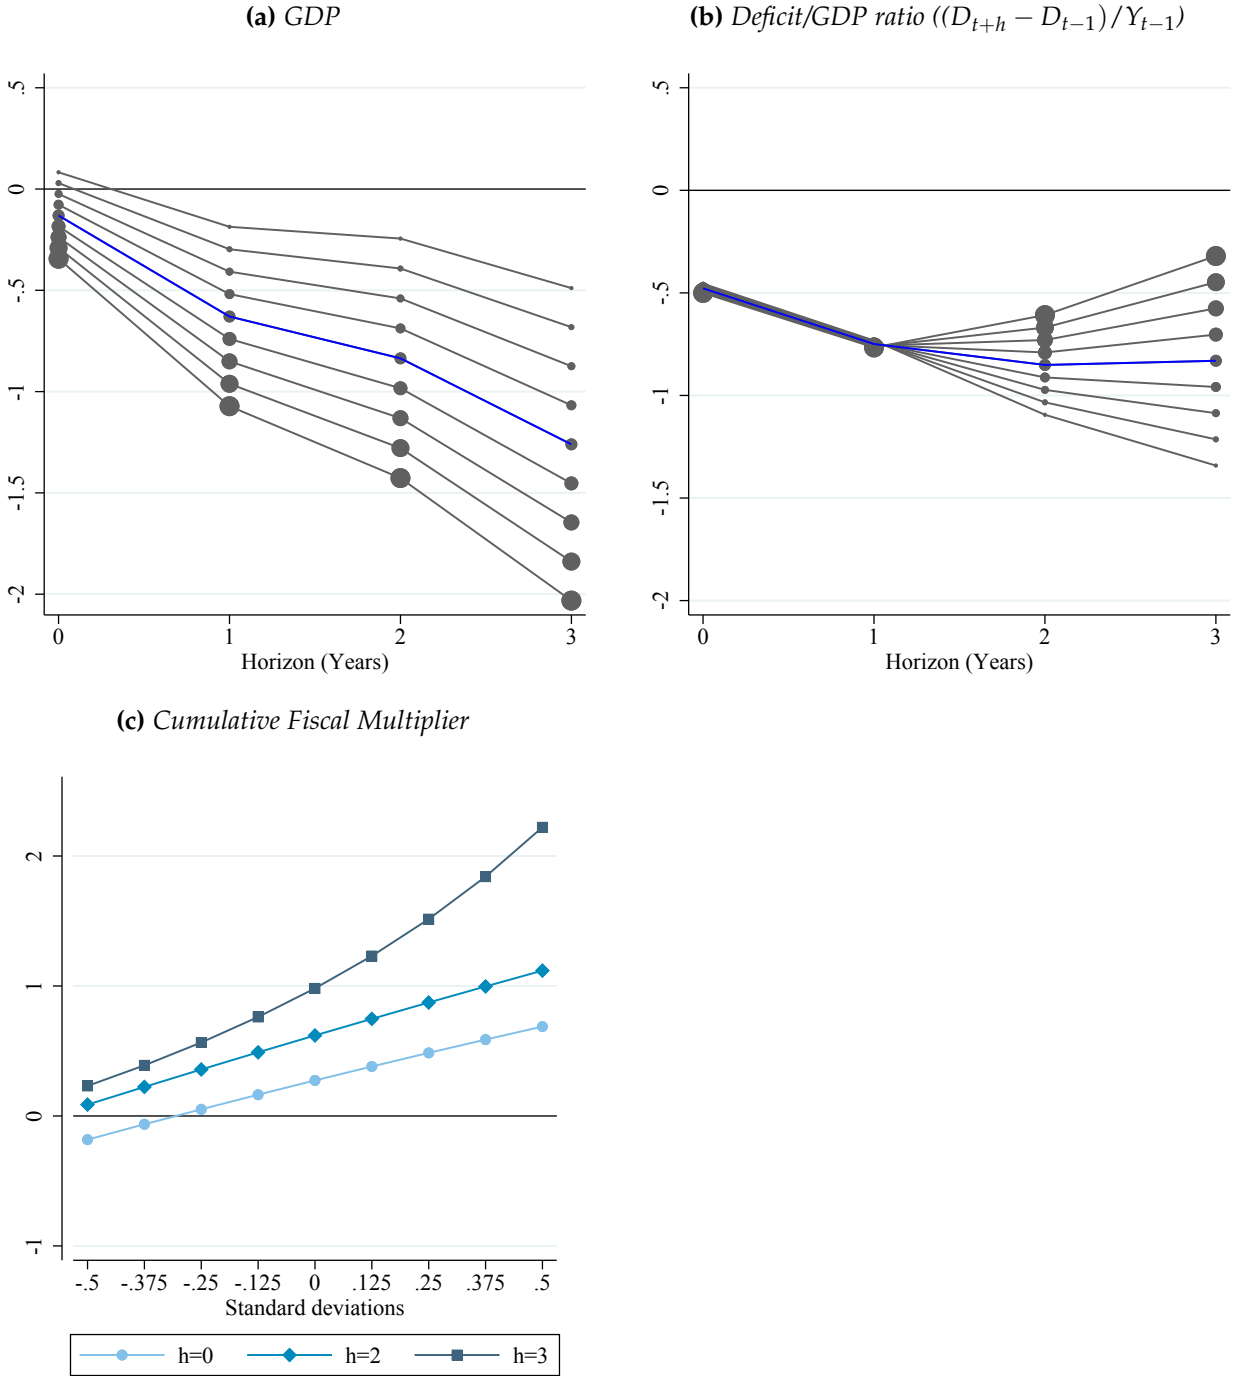 (a) GDP
.5
0
-.5
-1
-1.5
-2
0 1 2 3
Horizon (Years)
(b) Deficit/GDP ratio ((D_{t+h} − D_{t−1})/Y_{t−1})
.5
0
-.5
-1
-1.5
-2
0 1 2 3
Horizon (Years)
(c) Cumulative Fiscal Multiplier
2
1
0
-1
-.5 -.375 -.25 -.125 0 .125 .25 .375 .5
Standard deviations
h=0 h=2 h=3